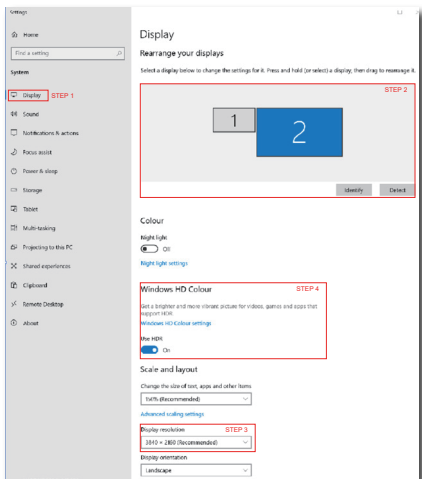 Settings
Home
Find a setting
System
Display STEP 1
Sound
Notifications & actions
Focus assist
Power & sleep
Storage
Tablet
Multi-tasking
Projecting to this PC
Shared experiences
Clipboard
Remote Desktop
About
Display
Rearrange your displays
Select a display below to change the settings for it. Press and hold (or select) a display, then drag to rearrange it.
STEP 2
1
2
Identify Detect
Colour
Night light
Off
Night light settings
Windows HD Colour STEP 4
Get a brighter and more vibrant picture for videos, games and apps that
support HDR
Windows HD Colour settings
Use HDR
On
Scale and layout
Change the size of text, apps and other items
Advanced scaling settings
Display resolution STEP 3
3840 × 2160 (Recommended)
Display orientation
Landscape